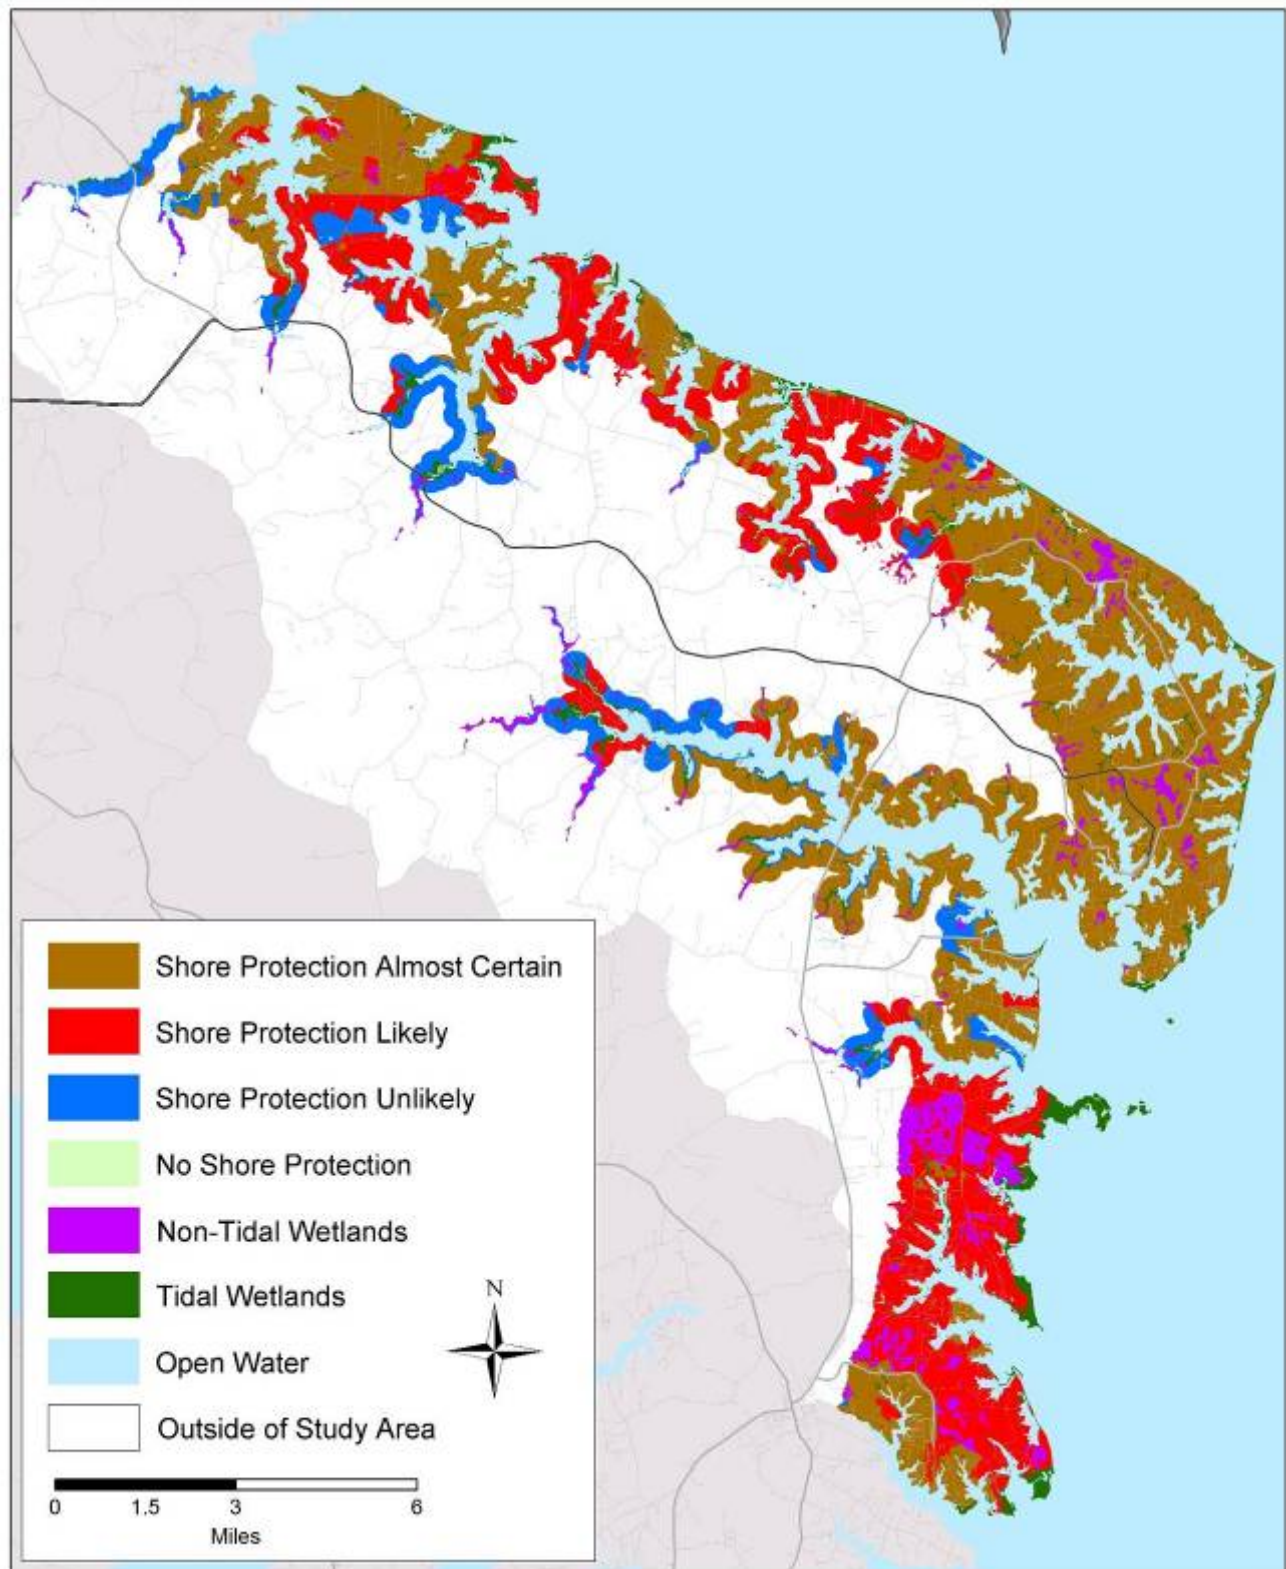 Shore Protection Almost Certain
Shore Protection Likely
Shore Protection Unlikely
No Shore Protection
Non-Tidal Wetlands
Tidal Wetlands
N
Open Water
Outside of Study Area
0 1.5 3 6
Miles